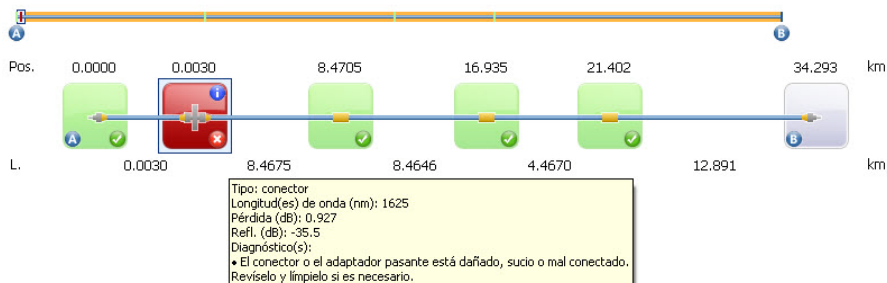 A
B
Pos. 0.0000 0.0030 8.4705 16.935 21.402 34.293 km
i
A
B
L. 0.0030 8.4675 8.4646 4.4670 12.891 km
Tipo: conector
Longitud(es) de onda (nm): 1625
Pérdida (dB): 0.927
Refl. (dB): -35.5
Diagnóstico(s):
• El conector o el adaptador pasante está dañado, sucio o mal conectado.
Revíselo y límpielo si es necesario.